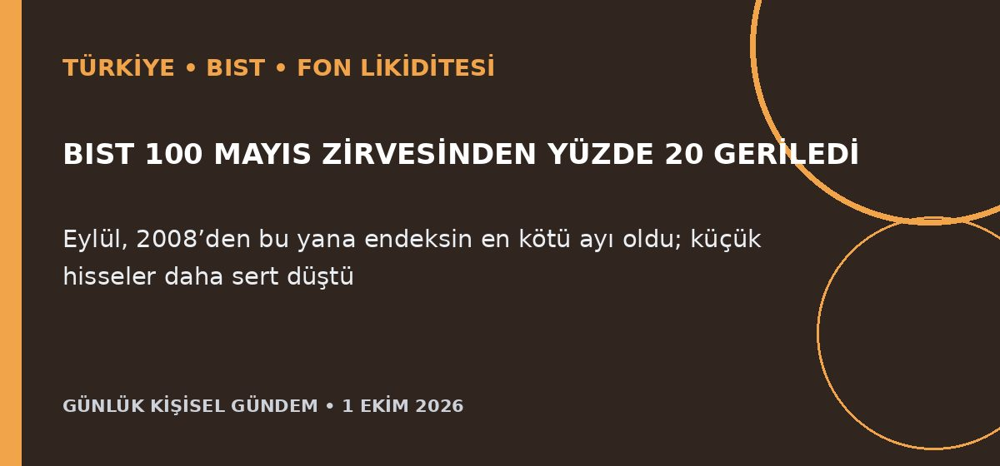 TÜRKİYE • BIST • FON LİKİDİTESİ
BIST 100 MAYIS ZİRVESİNDEN YÜZDE 20 GERİLEDİ
Eylül, 2008’den bu yana endeksin en kötü ayı oldu; küçük
hisseler daha sert düştü
GÜNLÜK KİŞİSEL GÜNDEM • 1 EKİM 2026